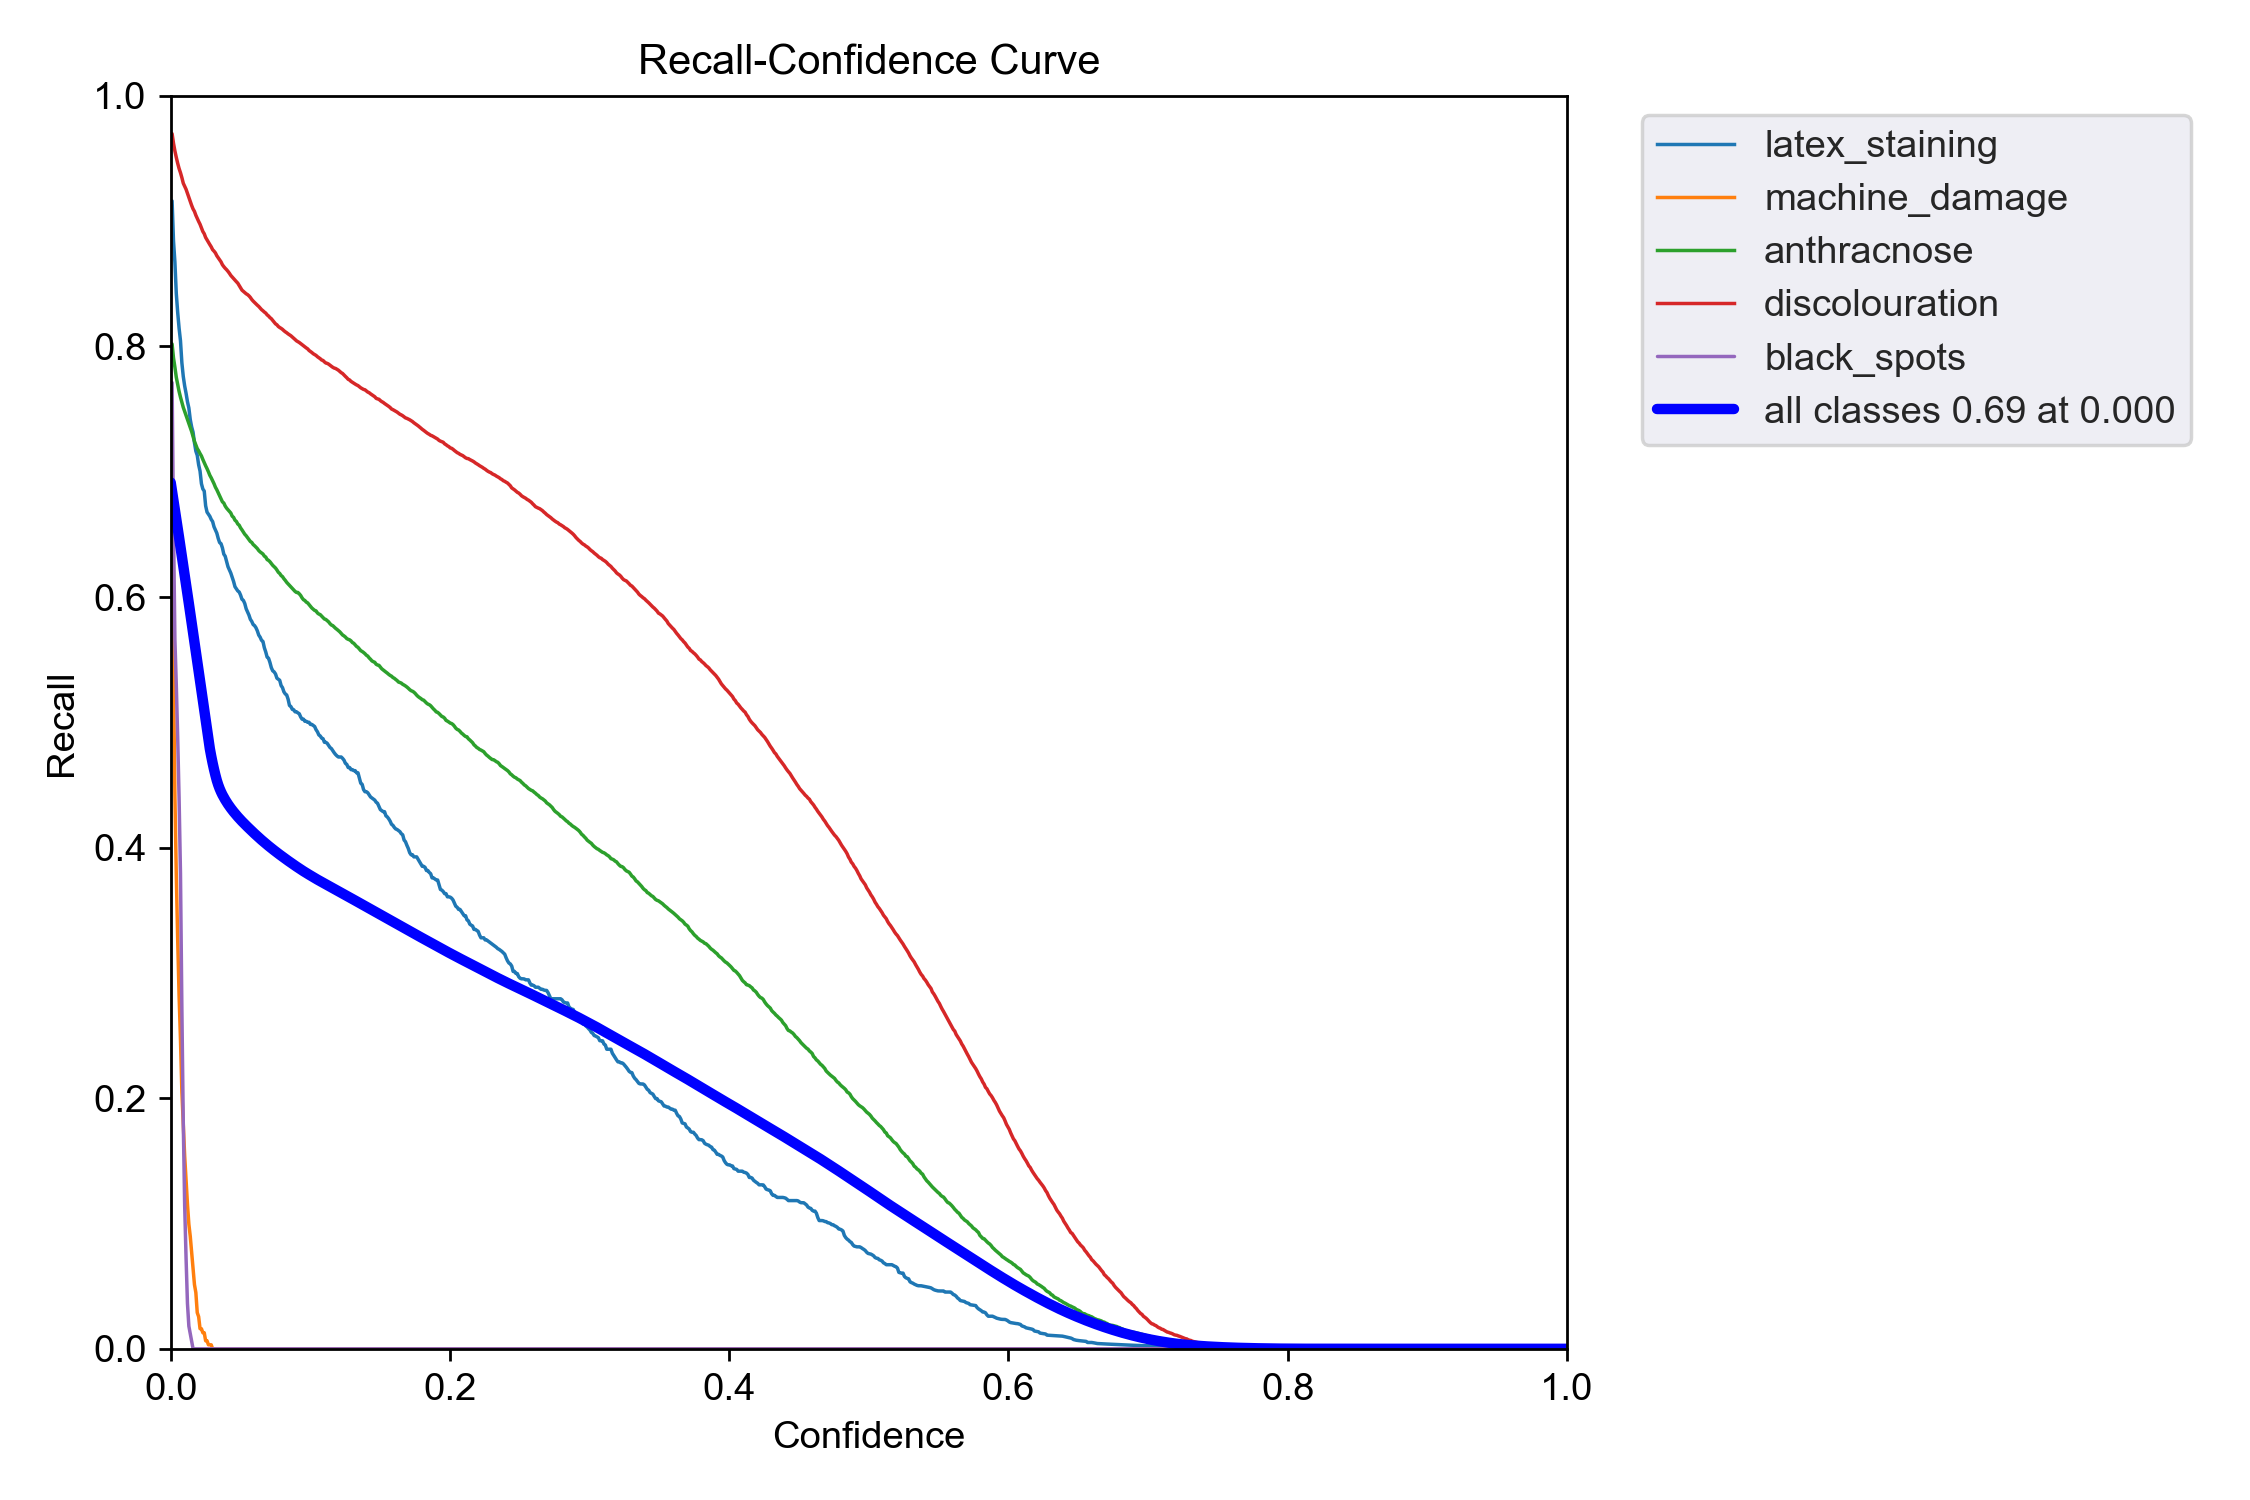 Recall-Confidence Curve
1.0
0.8
0.6
0.4
0.2
0.0
Recall
0.0 0.2 0.4 0.6 0.8 1.0
Confidence
latex_staining
machine_damage
anthracnose
discolouration
black_spots
all classes 0.69 at 0.000